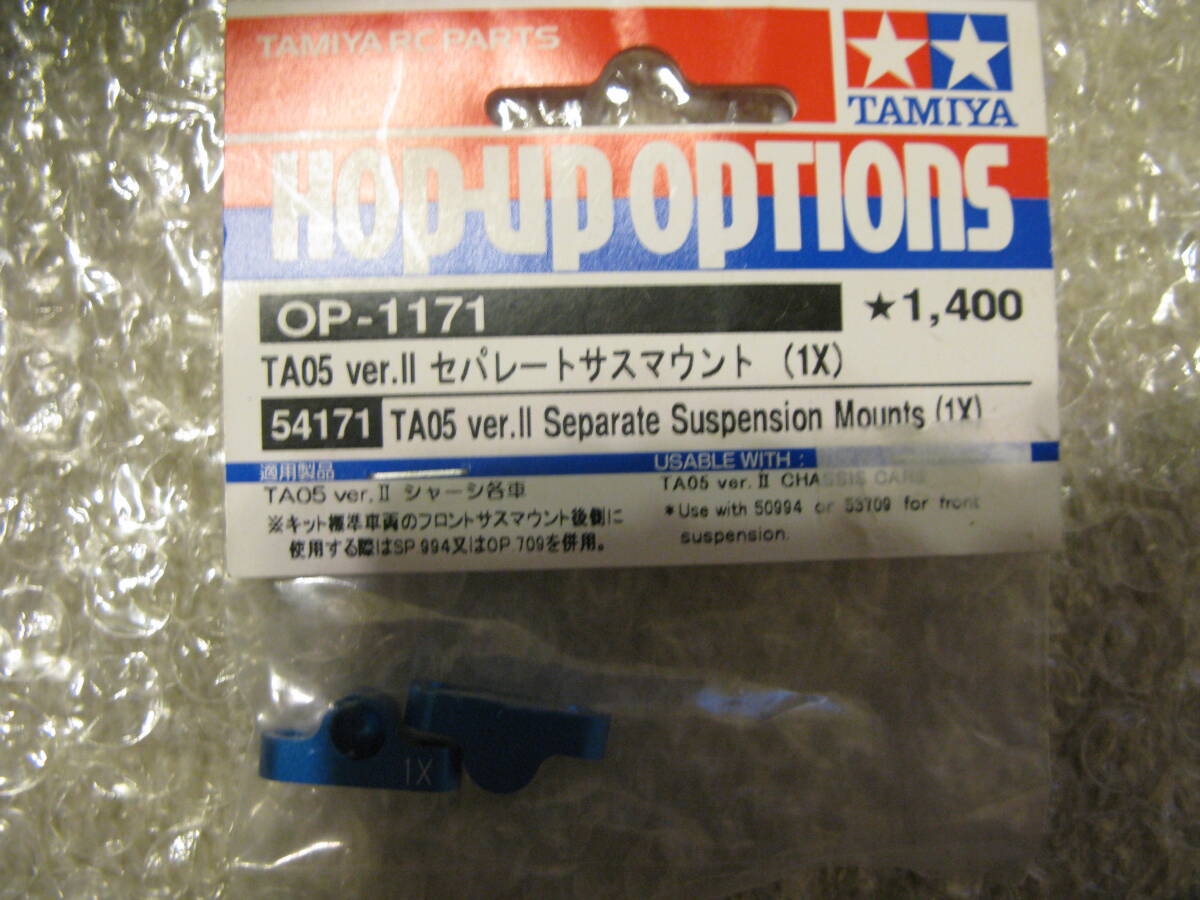 TAMIYA RC PARTS
TAMIYA
HOP-UP OPTIONS
OP-1171
★1,400
TA05 ver.II セパレートサスマウント (1X)
54171 TA05 ver.II Separate Suspension Mounts (1X)
適用製品
USABLE WITH :
TA05 ver.II シャーシ各車
TA05 ver. II CHASSIS CARS
※キット標準車両のフロントサスマウント後側に
使用する際はSP.994又はOP.709を併用。
*Use with 50994 or 53709 for front
suspension.
1X